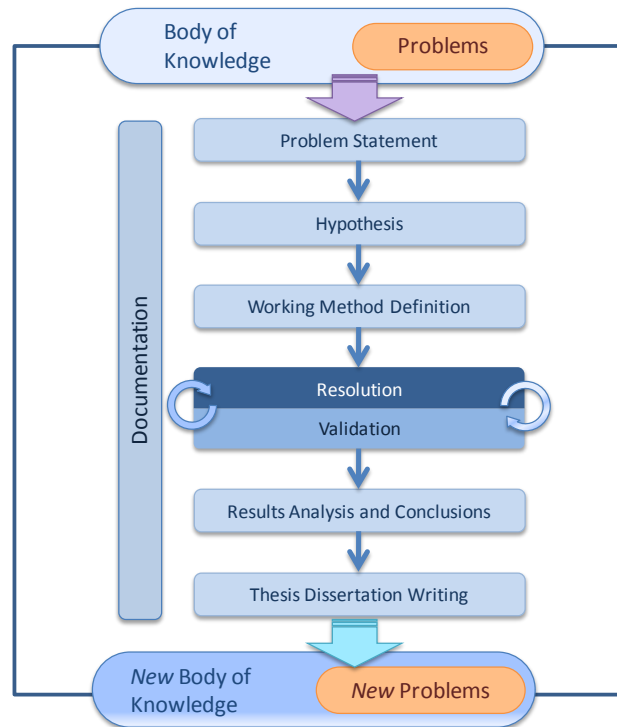 Body of
Knowledge
Problems
Problem Statement
Hypothesis
Working Method Definition
Documentation
Resolution
Validation
Results Analysis and Conclusions
Thesis Dissertation Writing
New Body of
Knowledge
New Problems